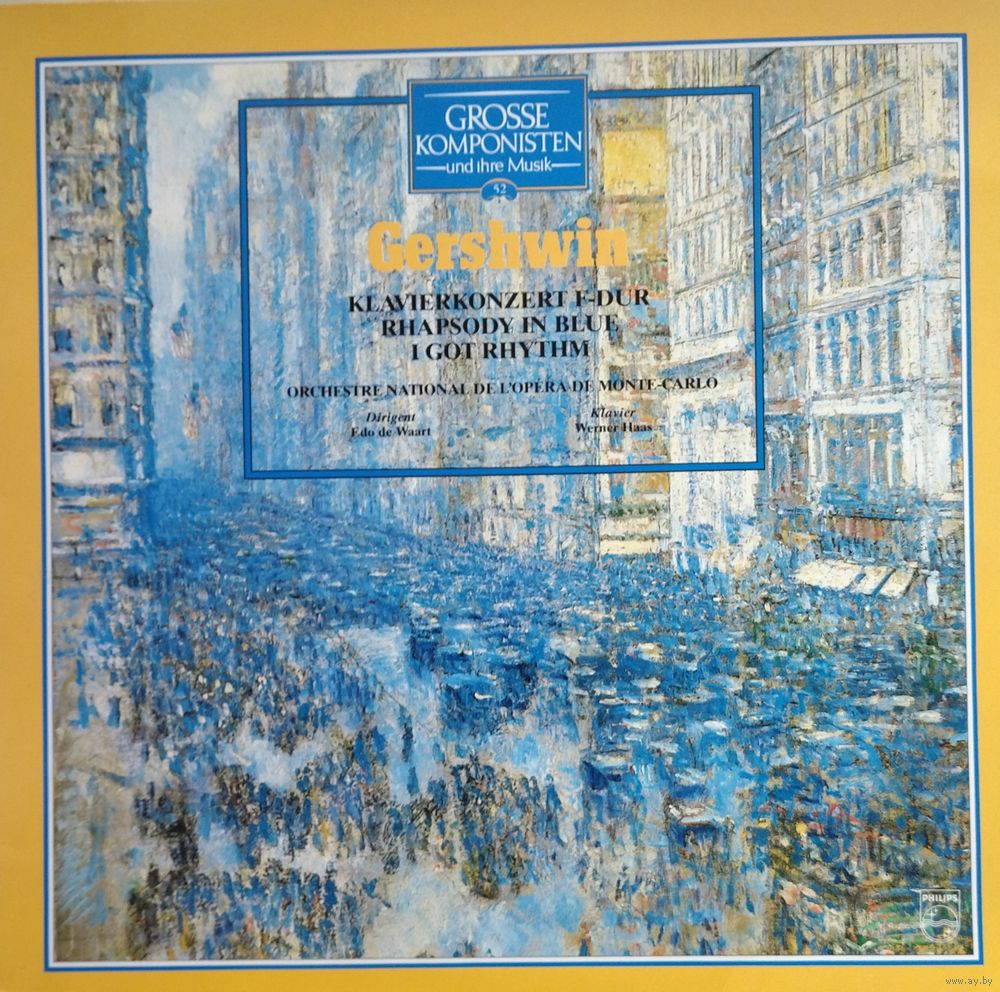 GROSSE
KOMPONISTEN
und ihre Musik
52
Gershwin
KLAVIERKONZERT F-DUR
RHAPSODY IN BLUE
I GOT RHYTHM
ORCHESTRE NATIONAL DE L'OPÉRA DE MONTE-CARLO
Dirigent Klavier
Edo de Waart Werner Haas
PHILIPS
www.ay.by